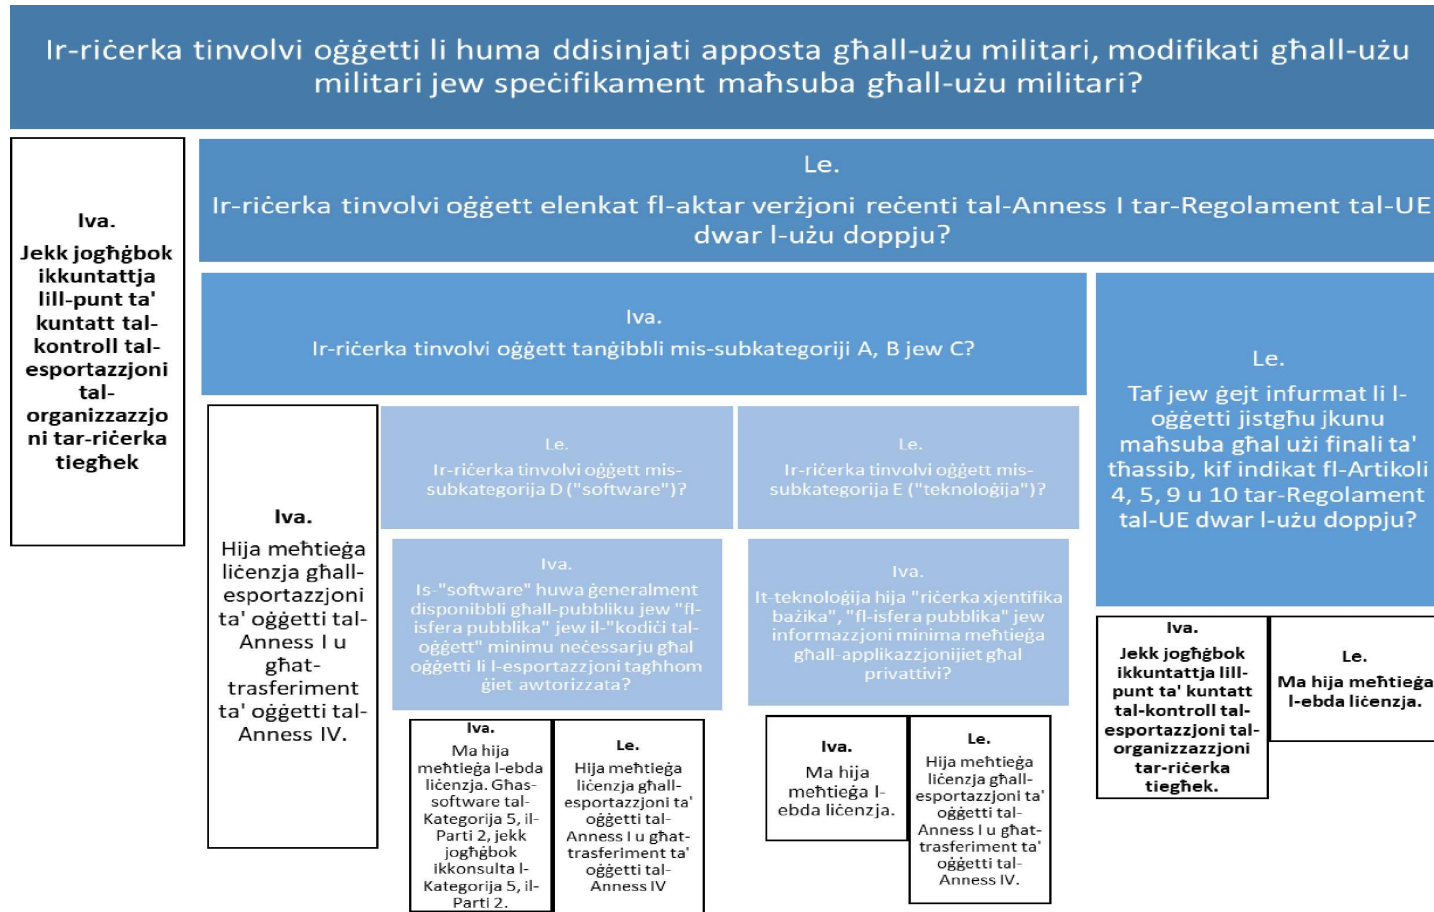 Ir-riċerka tinvolvi oġġetti li huma ddisinjati apposta għall-użu militari, modifikati għall-użu
militari jew speċifikament maħsuba għall-użu militari?
Iva.
Jekk jogħġbok
ikkuntattja
lill-punt ta'
kuntatt tal-
kontroll tal-
esportazzjoni
tal-
organizzazzjo
ni tar-riċerka
tiegħek
Le.
Ir-riċerka tinvolvi oġġett elenkat fl-aktar verżjoni reċenti tal-Anness I tar-Regolament tal-UE
dwar l-użu doppju?
Iva.
Ir-riċerka tinvolvi oġġett tanġibbli mis-subkategoriji A, B jew C?
Iva.
Hija meħtieġa
liċenzja għall-
esportazzjoni
ta' oġġetti tal-
Anness I u
għat-
trasferiment
ta' oġġetti tal-
Anness IV.
Le.
Ir-riċerka tinvolvi oġġett mis-
subkategorija D ("software")?
Iva.
Is-"software" huwa ġeneralment
disponibbli għall-pubbliku jew "fl-
isfera pubblika" jew il-"kodiċi tal-
oġġett" minimu neċessarju għal
oġġetti li l-esportazzjoni tagħhom
ġiet awtorizzata?
Iva.
Ma hija
meħtieġa l-ebda
liċenzja. Għas-
software tal-
Kategorija 5, il-
Parti 2, jekk
jogħġbok
ikkonsulta l-
Kategorija 5, il-
Parti 2.
Le.
Hija meħtieġa
liċenzja għall-
esportazzjoni ta'
oġġetti tal-
Anness I u għat-
trasferiment ta'
oġġetti tal-
Anness IV
Le.
Ir-riċerka tinvolvi oġġett mis-
subkategorija E ("teknoloġija")?
Iva.
It-teknoloġija hija "riċerka xjentifika
bażika", "fl-isfera pubblika" jew
informazzjoni minima meħtieġa
għall-applikazzjonijiet għal
privattivi?
Iva.
Ma hija
meħtieġa l-
ebda liċenzja.
Le.
Hija meħtieġa
liċenzja għall-
esportazzjoni ta'
oġġetti tal-
Anness I u għat-
trasferiment ta'
oġġetti tal-
Anness IV.
Le.
Taf jew ġejt infurmat li l-
oġġetti jistgħu jkunu
maħsuba għal użi finali ta'
tħassib, kif indikat fl-Artikoli
4, 5, 9 u 10 tar-Regolament
tal-UE dwar l-użu doppju?
Iva.
Jekk jogħġbok
ikkuntattja lill-
punt ta' kuntatt
tal-kontroll tal-
esportazzjoni tal-
organizzazzjoni
tar-riċerka
tiegħek.
Le.
Ma hija meħtieġa
l-ebda liċenzja.